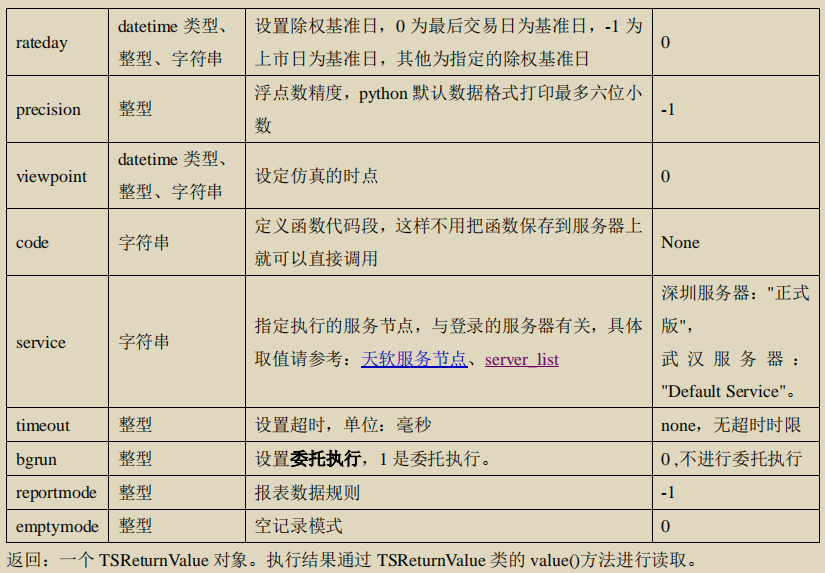 rateday
datetime 类型、
整型、字符串
设置除权基准日，0 为最后交易日为基准日，-1 为
上市日为基准日，其他为指定的除权基准日
0
precision
整型
浮点数精度，python 默认数据格式打印最多六位小
数
-1
viewpoint
datetime 类型、
整型、字符串
设定仿真的时点
0
code
字符串
定义函数代码段，这样不用把函数保存到服务器上
就可以直接调用
None
service
字符串
指定执行的服务节点，与登录的服务器有关，具体
取值请参考：天软服务节点、server_list
深圳服务器："正式
版"，
武汉服务器：
"Default Service"。
timeout
整型
设置超时，单位：毫秒
none，无超时时限
bgrun
整型
设置委托执行，1 是委托执行。
0 ,不进行委托执行
reportmode
整型
报表数据规则
-1
emptymode
整型
空记录模式
0
返回：一个 TSReturnValue 对象。执行结果通过 TSReturnValue 类的 value()方法进行读取。